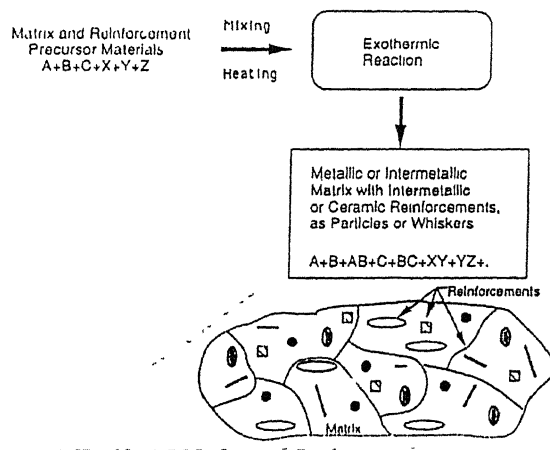 Matrix and Reinforcement
Precursor Materials
A+B+C+X+Y+Z
Mixing
Heating
Exothermic
Reaction
Metallic or Intermetallic
Matrix with Intermetallic
or Ceramic Reinforcements,
as Particles or Whiskers
A+B+AB+C+BC+XY+YZ+.
Reinforcements
Matrix